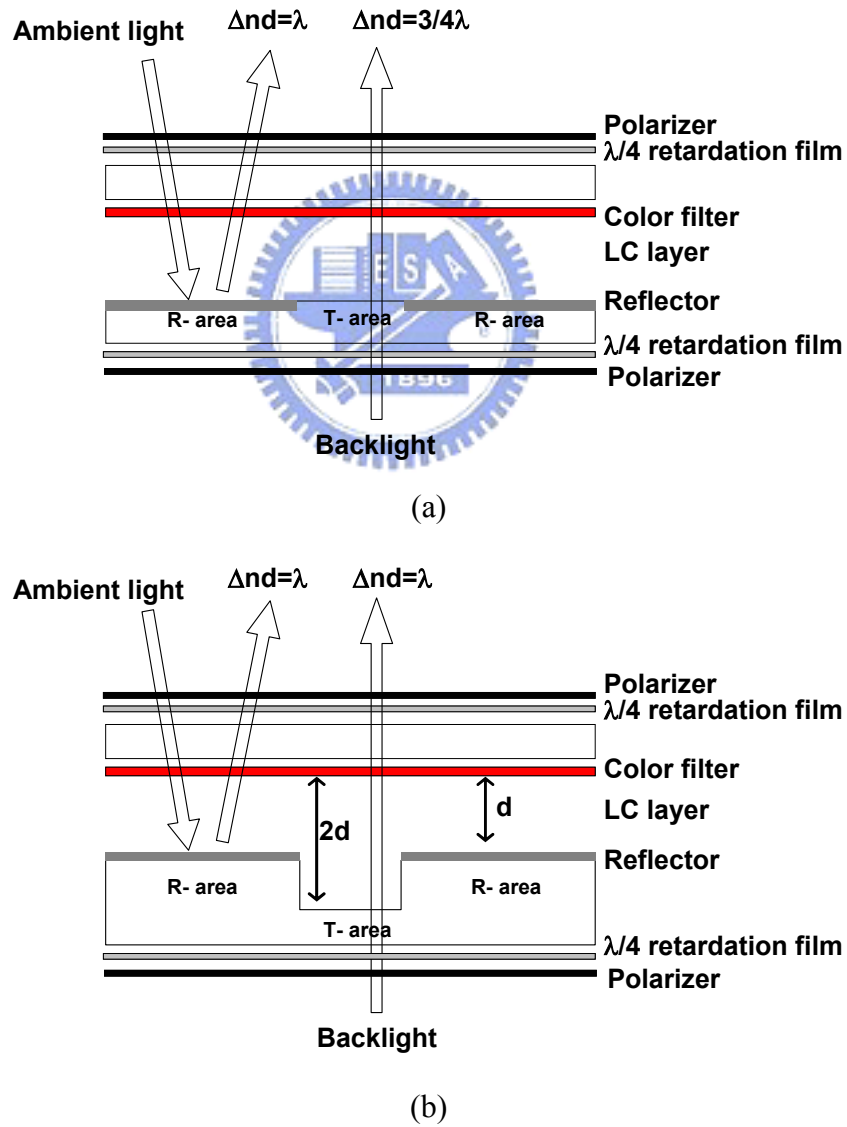 Ambient light
Δnd=λ
Δnd=3/4λ
Polarizer
λ/4 retardation film
Color filter
LC layer
Reflector
R- area
T- area
R- area
λ/4 retardation film
Polarizer
E S A
1896
Backlight
(a)
Ambient light
Δnd=λ
Δnd=λ
Polarizer
λ/4 retardation film
Color filter
d
LC layer
2d
Reflector
R- area
R- area
T- area
λ/4 retardation film
Polarizer
Backlight
(b)